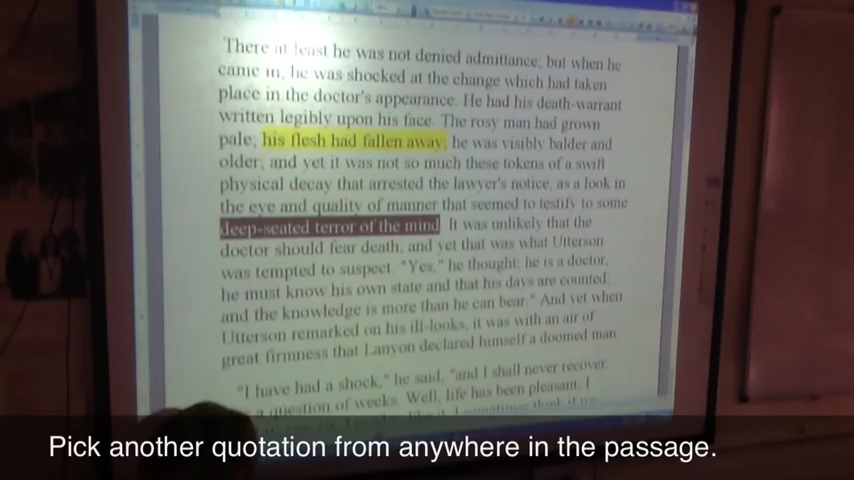 There at least he was not denied admittance; but when he
came in, he was shocked at the change which had taken
place in the doctor's appearance. He had his death-warrant
written legibly upon his face. The rosy man had grown
pale; his flesh had fallen away; he was visibly balder and
older; and yet it was not so much these tokens of a swift
physical decay that arrested the lawyer's notice, as a look in
the eye and quality of manner that seemed to testify to some
deep-seated terror of the mind. It was unlikely that the
doctor should fear death; and yet that was what Utterson
was tempted to suspect. "Yes," he thought; he is a doctor,
he must know his own state and that his days are counted;
and the knowledge is more than he can bear." And yet when
Utterson remarked on his ill-looks, it was with an air of
great firmness that Lanyon declared himself a doomed man.
"I have had a shock," he said, "and I shall never recover.
a question of weeks. Well, life has been pleasant; I
I sometimes think if we
Pick another quotation from anywhere in the passage.